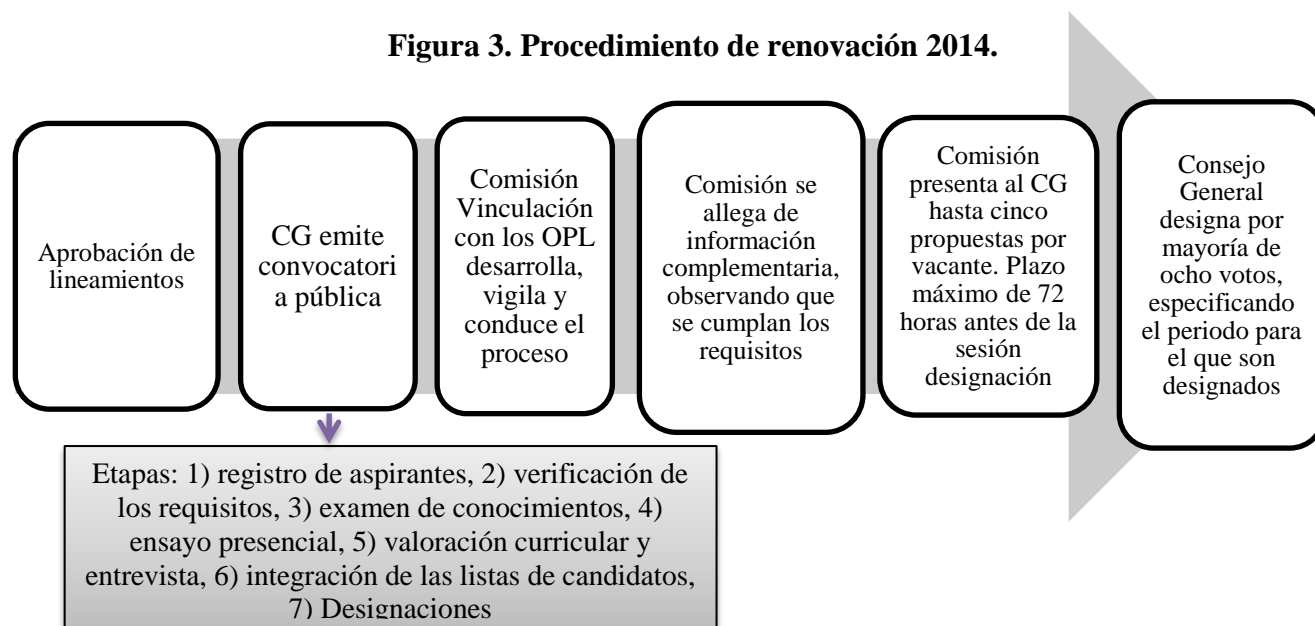 Figura 3. Procedimiento de renovación 2014.
Aprobación de
lineamientos
CG emite
convocatori
a pública
Comisión
Vinculación
con los OPL
desarrolla,
vigila y
conduce el
proceso
Comisión se
allega de
información
complementaria,
observando que
se cumplan los
requisitos
Comisión
presenta al CG
hasta cinco
propuestas por
vacante. Plazo
máximo de 72
horas antes de la
sesión
designación
Consejo
General
designa por
mayoría de
ocho votos,
especificando
el periodo para
el que son
designados
Etapas: 1) registro de aspirantes, 2) verificación de
los requisitos, 3) examen de conocimientos, 4)
ensayo presencial, 5) valoración curricular y
entrevista, 6) integración de las listas de candidatos,
7) Designaciones